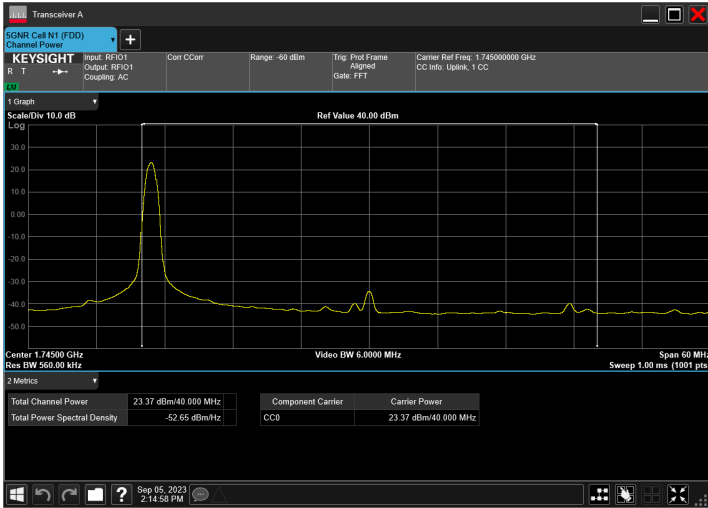 Transceiver A
5GNR Cell N1 (FDD)
Channel Power
KEYSIGHT
R T
LXI
Input: RFIO1
Output: RFIO1
Coupling: AC
Corr CCorr
Range: -60 dBm
Trig: Prot Frame
Aligned
Gate: FFT
Carrier Ref Freq: 1.745000000 GHz
CC Info: Uplink, 1 CC
1 Graph
Scale/Div 10.0 dB
Ref Value 40.00 dBm
Log
30.0
20.0
10.0
0.00
-10.0
-20.0
-30.0
-40.0
-50.0
Center 1.74500 GHz
Video BW 6.0000 MHz
Span 60 MHz
Res BW 560.00 kHz
Sweep 1.00 ms (1001 pts
2 Metrics
Total Channel Power 23.37 dBm/40.000 MHz
Total Power Spectral Density -52.65 dBm/Hz
Component Carrier Carrier Power
CC0 23.37 dBm/40.000 MHz
?
Sep 05, 2023
2:14:58 PM